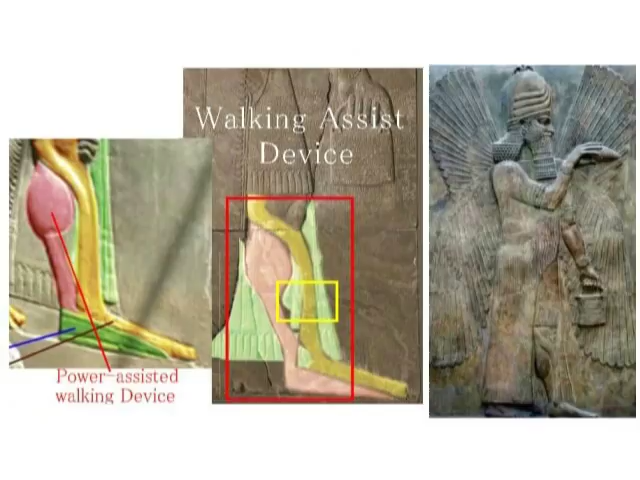 Walking Assist
Device
Power-assisted
walking Device